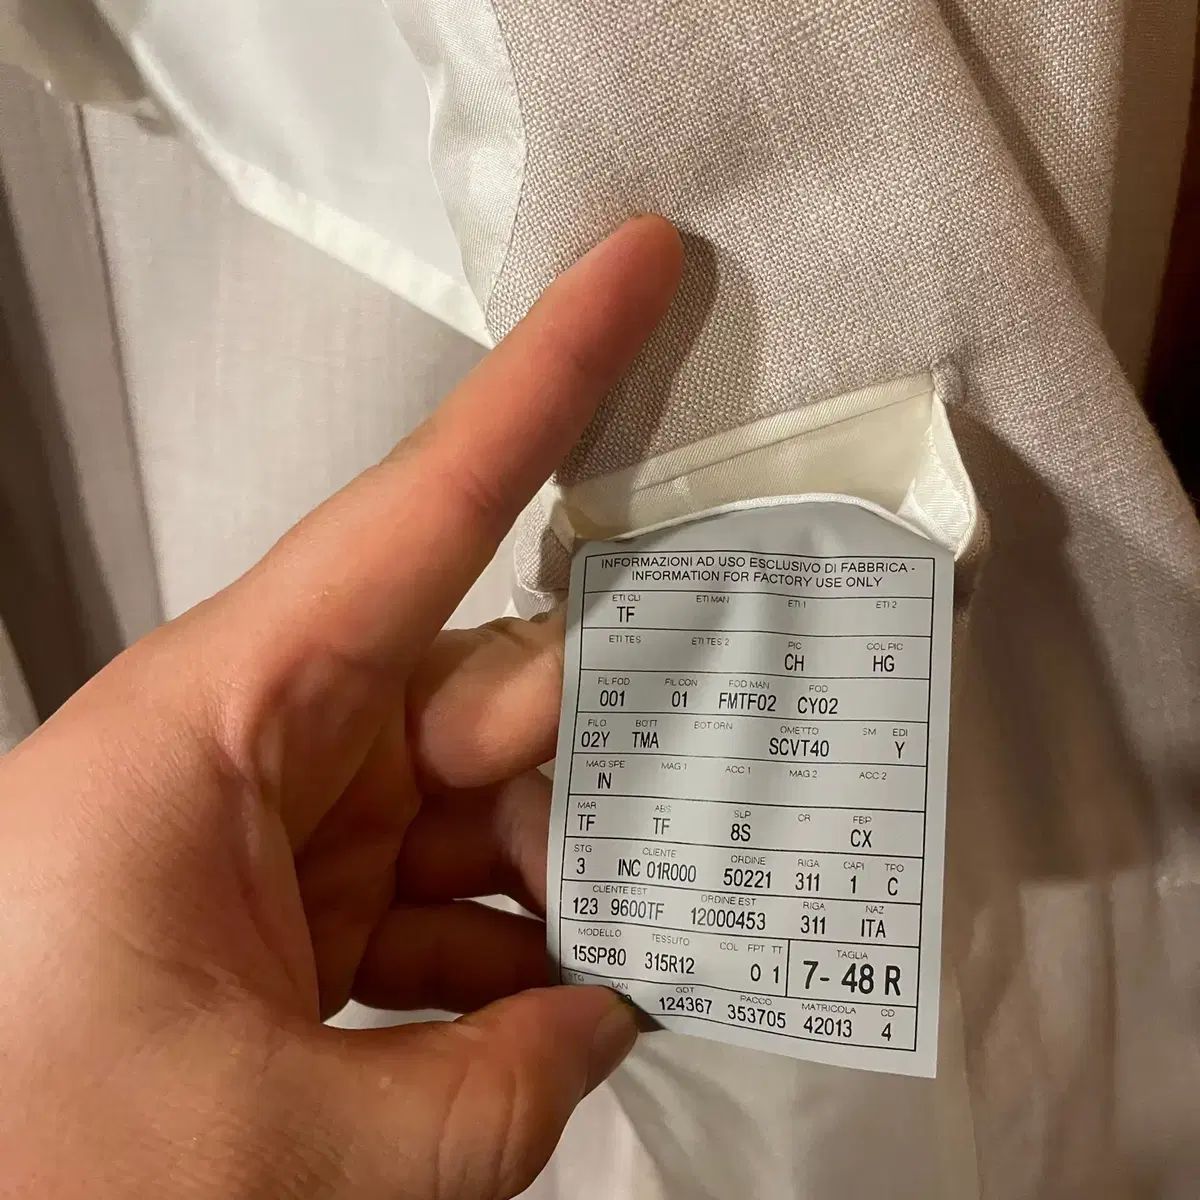 INFORMAZIONI AD USO ESCLUSIVO DI FABBRICA -
INFORMATION FOR FACTORY USE ONLY
ETI CLI ETI MAN ETI 1 ETI 2
TF
ETI TES ETI TES 2 PIC COL PIC
CH HG
FIL FOD FIL CON FOD MAN FOD
001 01 FMTF02 CY02
FILO BOTT BOT ORN OMETTO SM EDI
02Y TMA SCVT40 Y
MAG SPE MAG 1 ACC 1 MAG 2 ACC 2
IN
MAR ABS SLP CR FBP
TF TF 8S CX
STG CLIENTE ORDINE RIGA CAPI TPO
3 INC 01R000 50221 311 1 C
CLIENTE EST ORDINE EST RIGA NAZ
123 9600TF 12000453 311 ITA
MODELLO TESSUTO COL FPT TT TAGLIA
15SP80 315R12 0 1 7- 48 R
STG LAN GDT PACCO MATRICOLA CD
124367 353705 42013 4